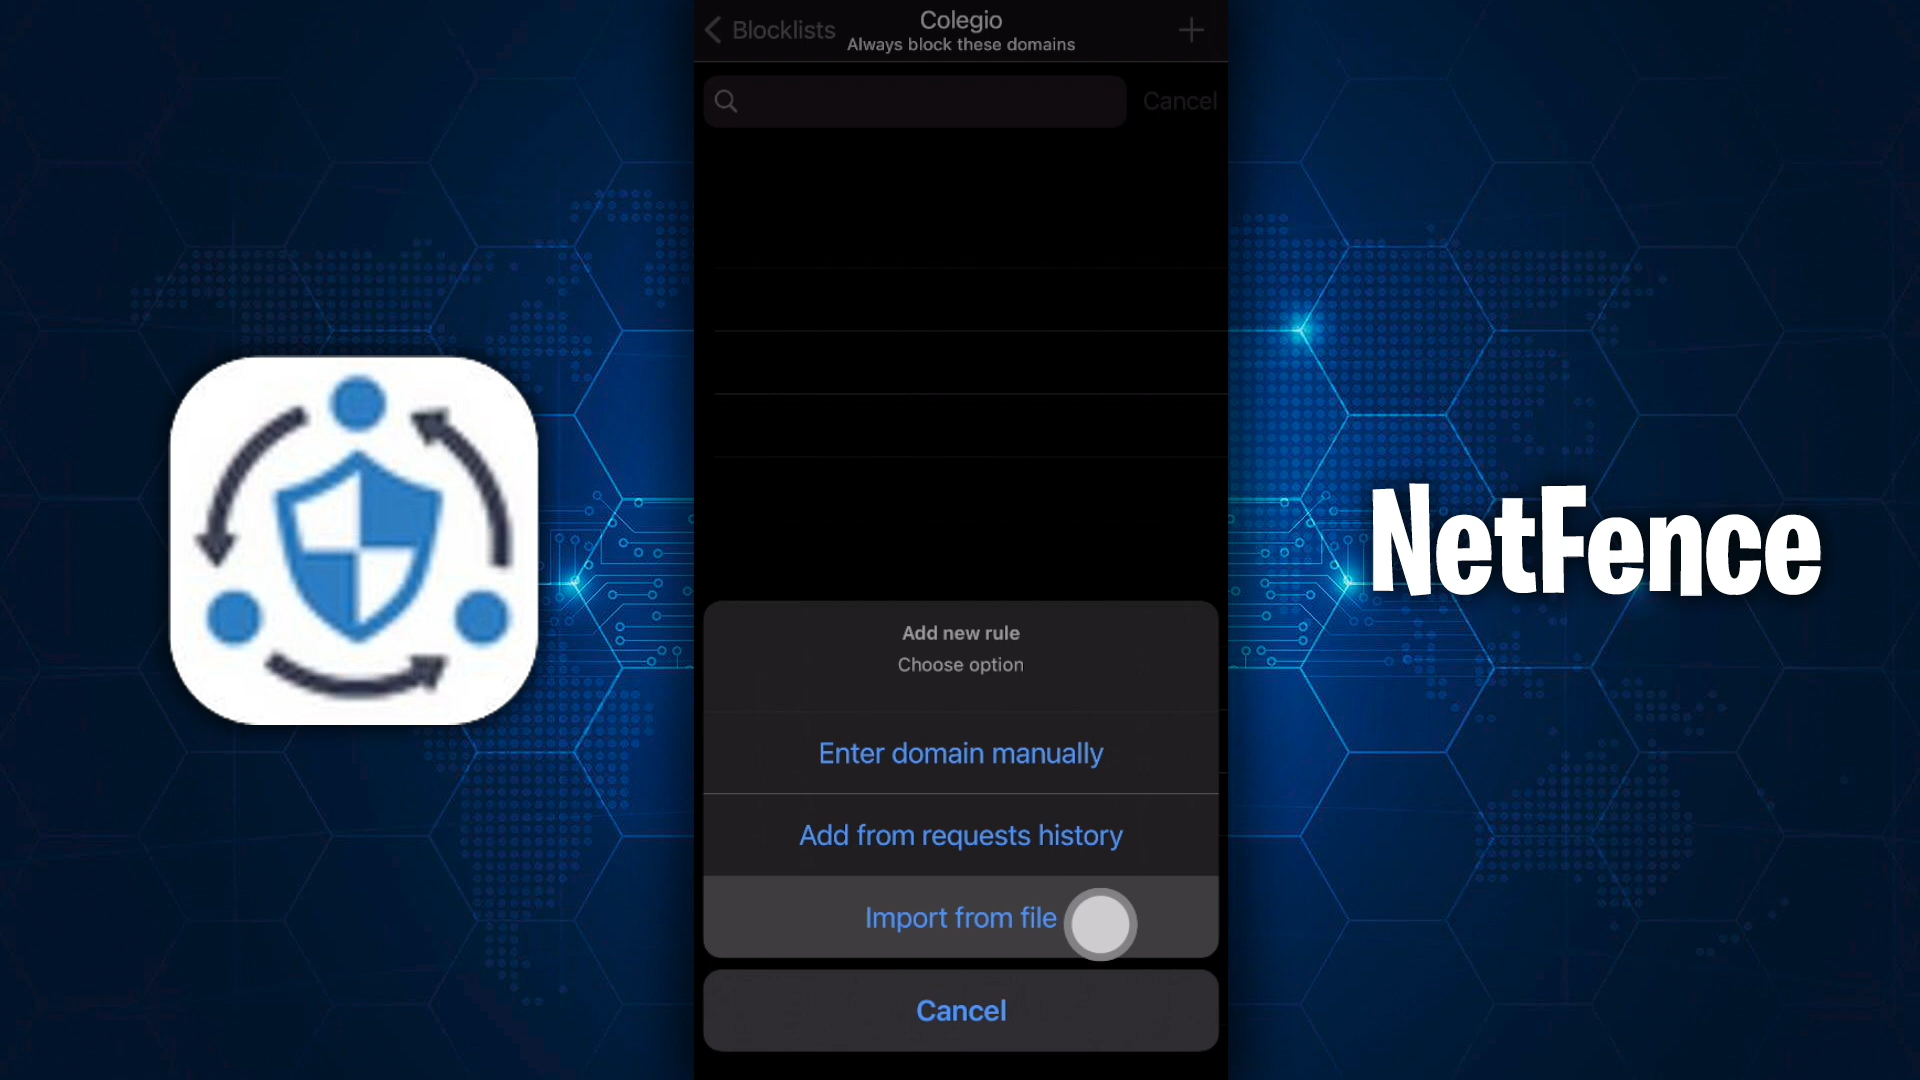 Blocklists
Colegio
Always block these domains
Cancel
Add new rule
Choose option
Enter domain manually
Add from requests history
Import from file
Cancel
NetFence